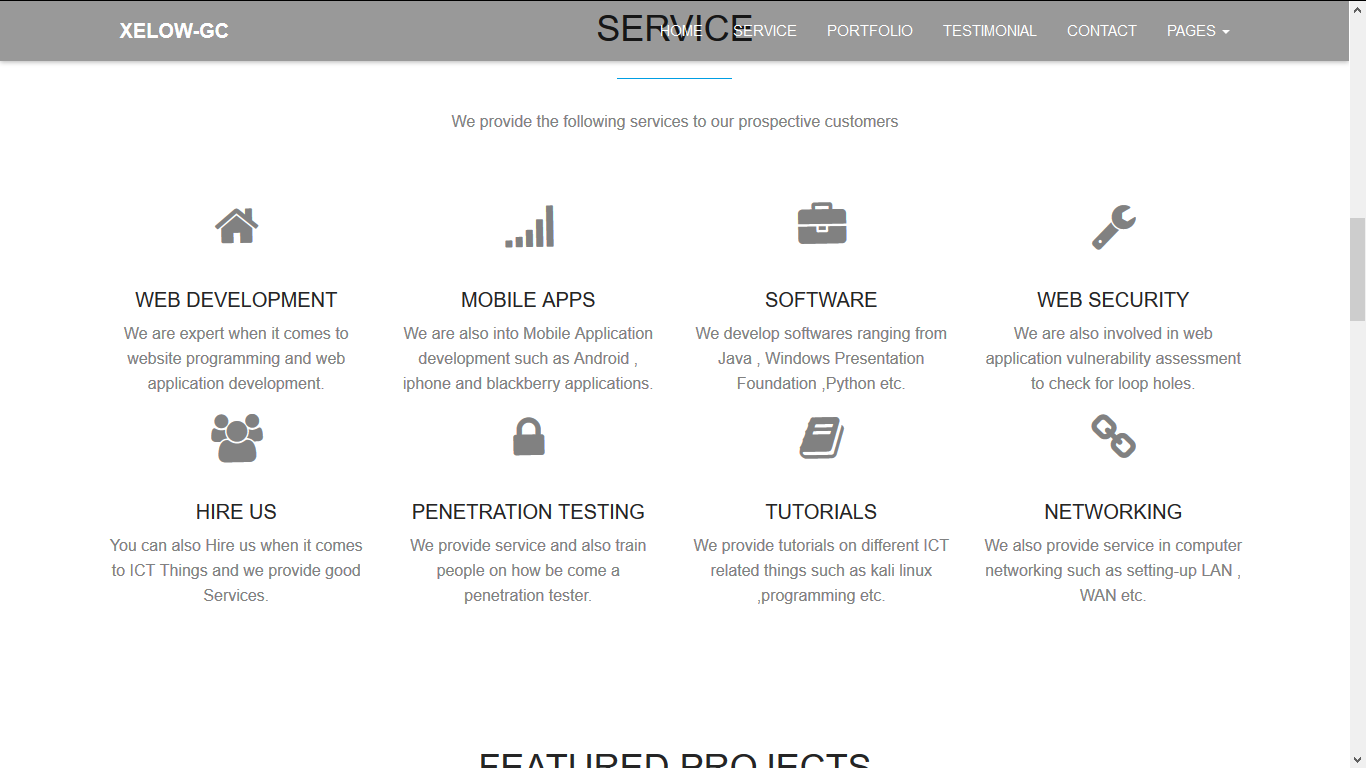 XELOW-GC
SERVICE
HOME SERVICE PORTFOLIO TESTIMONIAL CONTACT PAGES
We provide the following services to our prospective customers
WEB DEVELOPMENT
We are expert when it comes to
website programming and web
application development.
MOBILE APPS
We are also into Mobile Application
development such as Android ,
iphone and blackberry applications.
SOFTWARE
We develop softwares ranging from
Java , Windows Presentation
Foundation ,Python etc.
WEB SECURITY
We are also involved in web
application vulnerability assessment
to check for loop holes.
HIRE US
You can also Hire us when it comes
to ICT Things and we provide good
Services.
PENETRATION TESTING
We provide service and also train
people on how be come a
penetration tester.
TUTORIALS
We provide tutorials on different ICT
related things such as kali linux
,programming etc.
NETWORKING
We also provide service in computer
networking such as setting-up LAN ,
WAN etc.
FEATURED PROJECTS